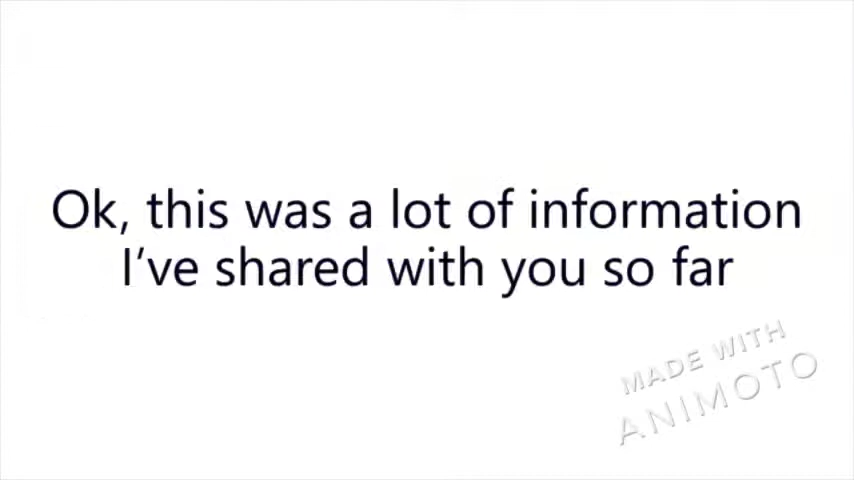 Ok, this was a lot of information
I've shared with you so far
MADE WITH
ANIMOTO